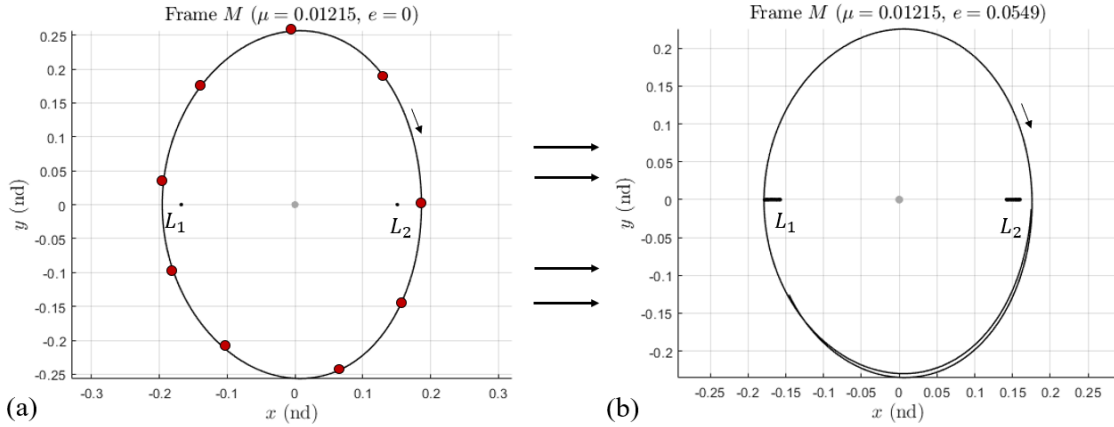 Frame M (μ = 0.01215, e = 0)
0.25
0.2
0.15
0.1
0.05
0
-0.05
-0.1
-0.15
-0.2
-0.25
y (nd)
L₁
L₂
-0.3 -0.2 -0.1 0 0.1 0.2 0.3
x (nd)
(a)
Frame M (μ = 0.01215, e = 0.0549)
0.2
0.15
0.1
0.05
0
-0.05
-0.1
-0.15
-0.2
y (nd)
L₁
L₂
-0.25 -0.2 -0.15 -0.1 -0.05 0 0.05 0.1 0.15 0.2 0.25
x (nd)
(b)